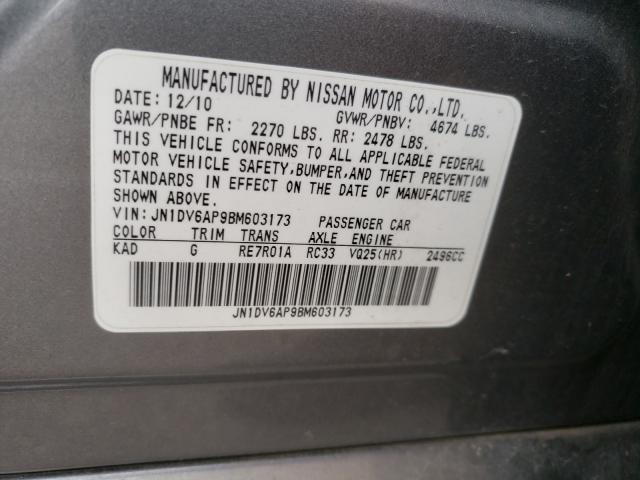 MANUFACTURED BY NISSAN MOTOR CO.,LTD.
DATE: 12/10 GVWR/PNBV: 4674 LBS.
GAWR/PNBE FR: 2270 LBS. RR: 2478 LBS.
THIS VEHICLE CONFORMS TO ALL APPLICABLE FEDERAL
MOTOR VEHICLE SAFETY,BUMPER,AND THEFT PREVENTION
STANDARDS IN EFFECT ON THE DATE OF MANUFACTURE
SHOWN ABOVE.
VIN: JN1DV6AP9BM603173 PASSENGER CAR
COLOR TRIM TRANS AXLE ENGINE
KAD G RE7R01A RC33 VQ25(HR) 2496CC
JN1DV6AP9BM603173